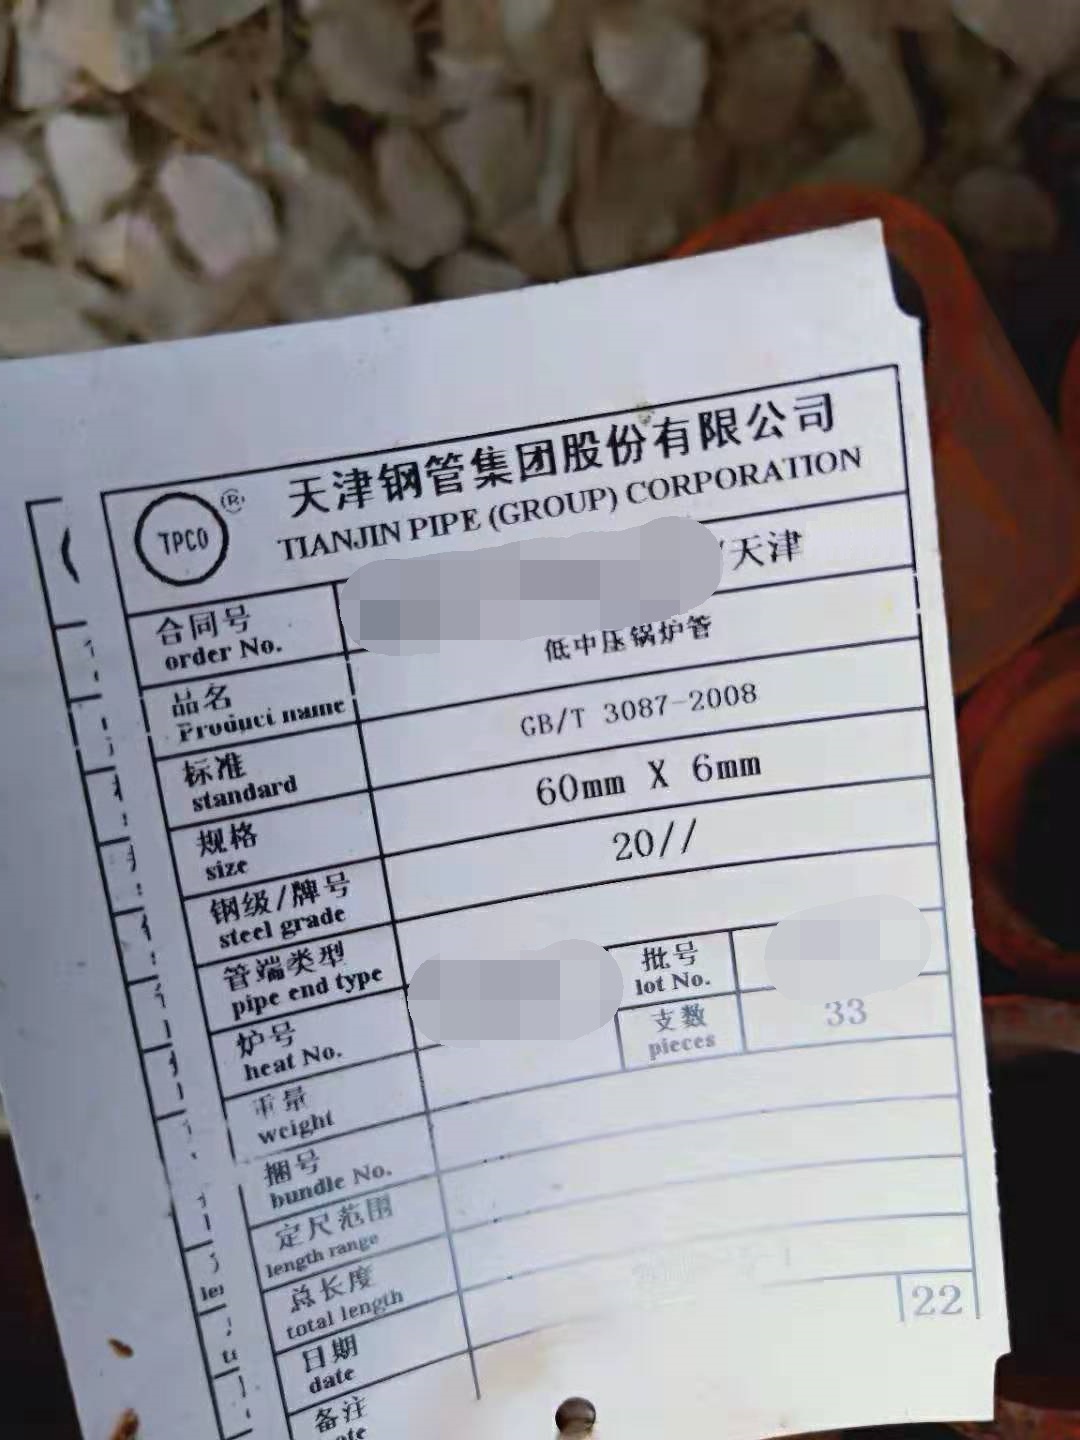 天津钢管集团股份有限公司
TPCO ®
TIANJIN PIPE (GROUP) CORPORATION
合同号
order No.
/天津
品名
Product name
低中压锅炉管
标准
standard
GB/T 3087-2008
规格
size
60mm X 6mm
钢级/牌号
steel grade
20//
管端类型
pipe end type
炉号
heat No.
批号
lot No.
重量
weight
支数
pieces
33
捆号
bundle No.
定尺范围
length range
总长度
total length
日期
date
22
备注